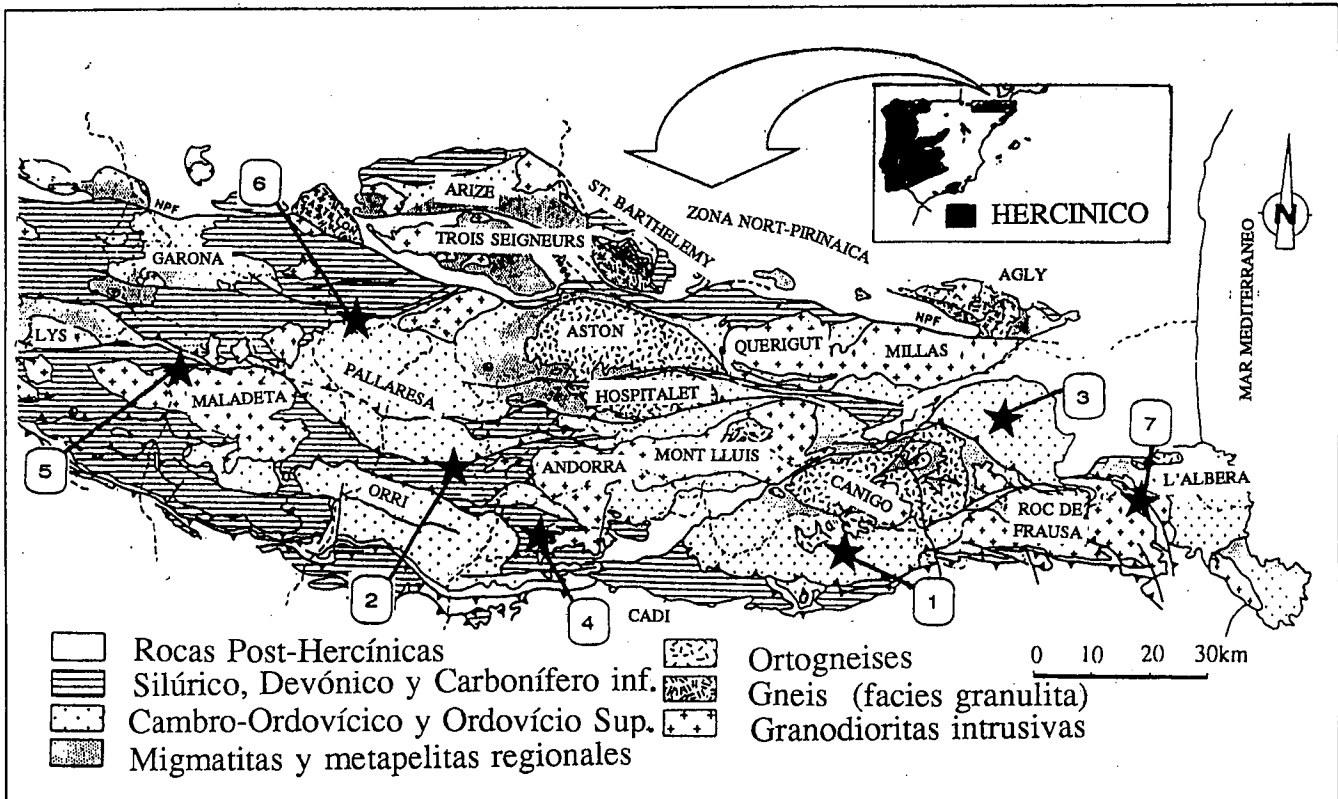 HERCINICO
N
MAR MEDITERRANEO
6
ARIZE
ST. BARTHELEMY
ZONA NORT-PIRINAICA
NPF
TROIS SEIGNEURS
GARONA
AGLY
NPF
LYS
ASTON
QUERIGUT
MILLAS
PALLARESA
MALADETA
HOSPITALET
3
7
5
ANDORRA
MONT LLUIS
L'ALBERA
ORRI
CANIGO
ROC DE
FRAUSA
2
4
CADI
1
Rocas Post-Hercínicas
Silúrico, Devónico y Carbonífero inf.
Cambro-Ordovícico y Ordovício Sup.
Migmatitas y metapelitas regionales
Ortogneises
Gneis (facies granulita)
Granodioritas intrusivas
0 10 20 30km